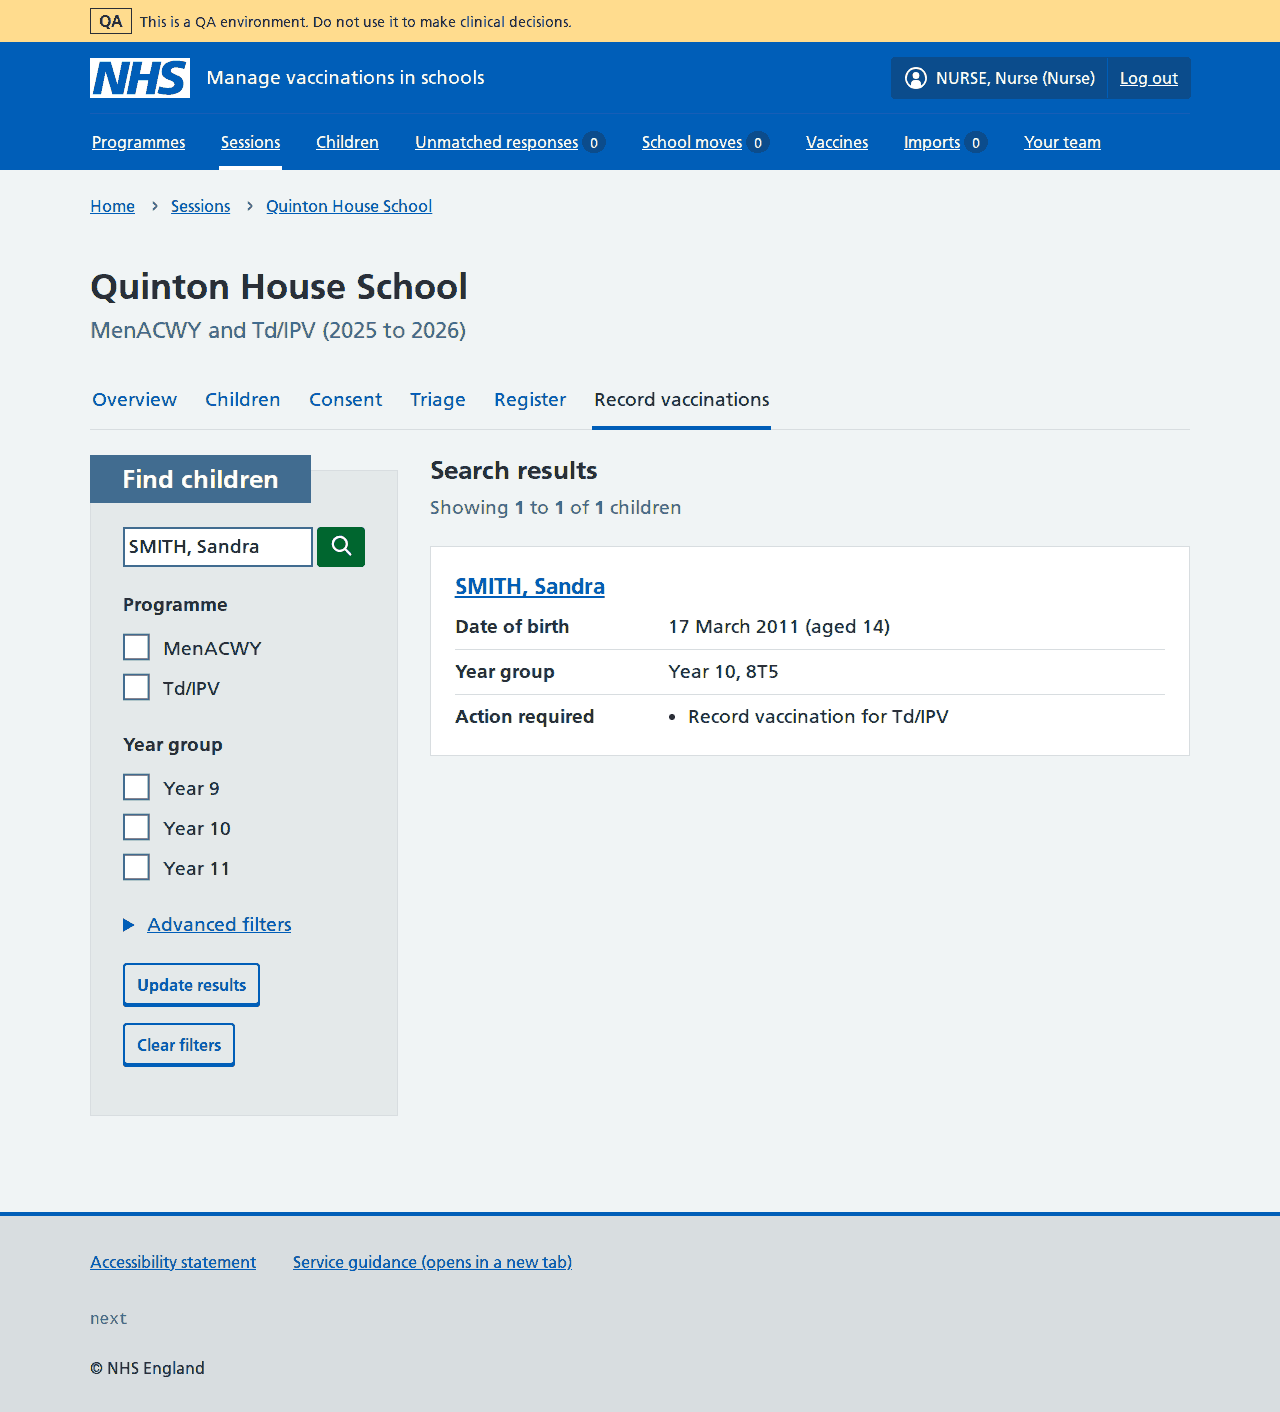 QA This is a QA environment. Do not use it to make clinical decisions.
NHS Manage vaccinations in schools NURSE, Nurse (Nurse) Log out
Programmes Sessions Children Unmatched responses 0 School moves 0 Vaccines Imports 0 Your team
Home Sessions Quinton House School
Quinton House School
MenACWY and Td/IPV (2025 to 2026)
Overview Children Consent Triage Register Record vaccinations
Find children
SMITH, Sandra
Programme
MenACWY
Td/IPV
Year group
Year 9
Year 10
Year 11
Advanced filters
Update results
Clear filters
Search results
Showing 1 to 1 of 1 children
SMITH, Sandra
Date of birth 17 March 2011 (aged 14)
Year group Year 10, 8T5
Action required • Record vaccination for Td/IPV
Accessibility statement Service guidance (opens in a new tab)
next
© NHS England